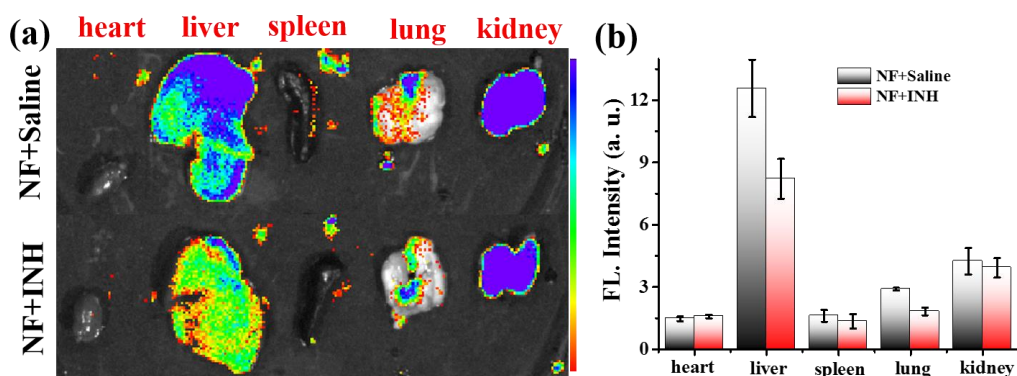 (a)
heart liver spleen lung kidney
NF+Saline
NF+INH
(b)
FL. Intensity (a. u.)
12
9
6
3
0
NF+Saline
NF+INH
heart liver spleen lung kidney